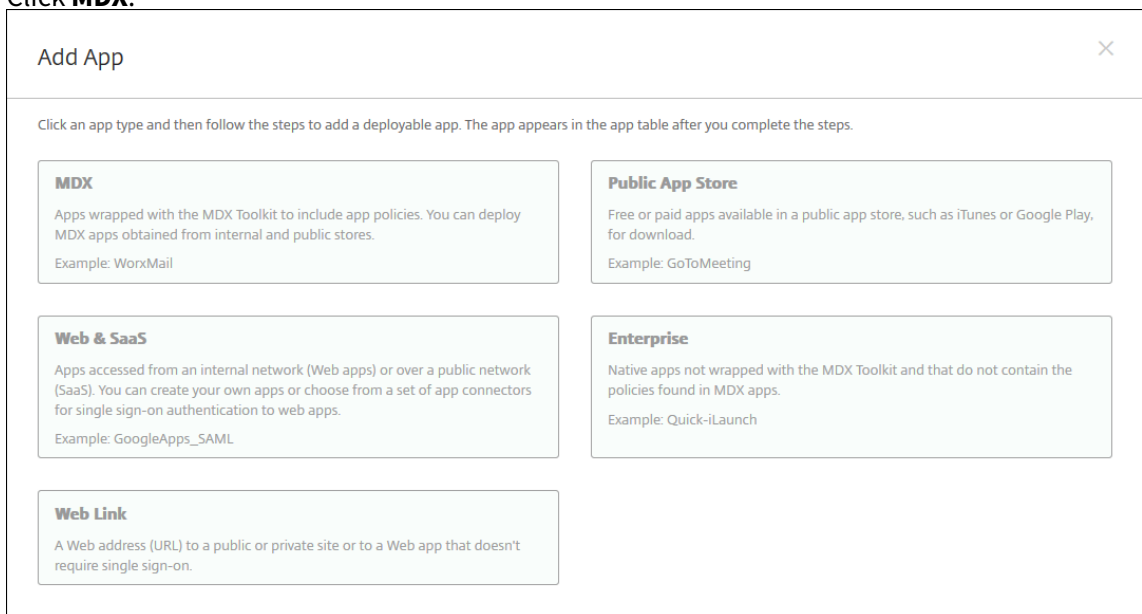 Click MDX.
Add App
Click an app type and then follow the steps to add a deployable app. The app appears in the app table after you complete the steps.
MDX
Apps wrapped with the MDX Toolkit to include app policies. You can deploy
MDX apps obtained from internal and public stores.
Example: WorxMail
Public App Store
Free or paid apps available in a public app store, such as iTunes or Google Play,
for download.
Example: GoToMeeting
Web & SaaS
Apps accessed from an internal network (Web apps) or over a public network
(SaaS). You can create your own apps or choose from a set of app connectors
for single sign-on authentication to web apps.
Example: GoogleApps_SAML
Enterprise
Native apps not wrapped with the MDX Toolkit and that do not contain the
policies found in MDX apps.
Example: Quick-iLaunch
Web Link
A Web address (URL) to a public or private site or to a Web app that doesn't
require single sign-on.